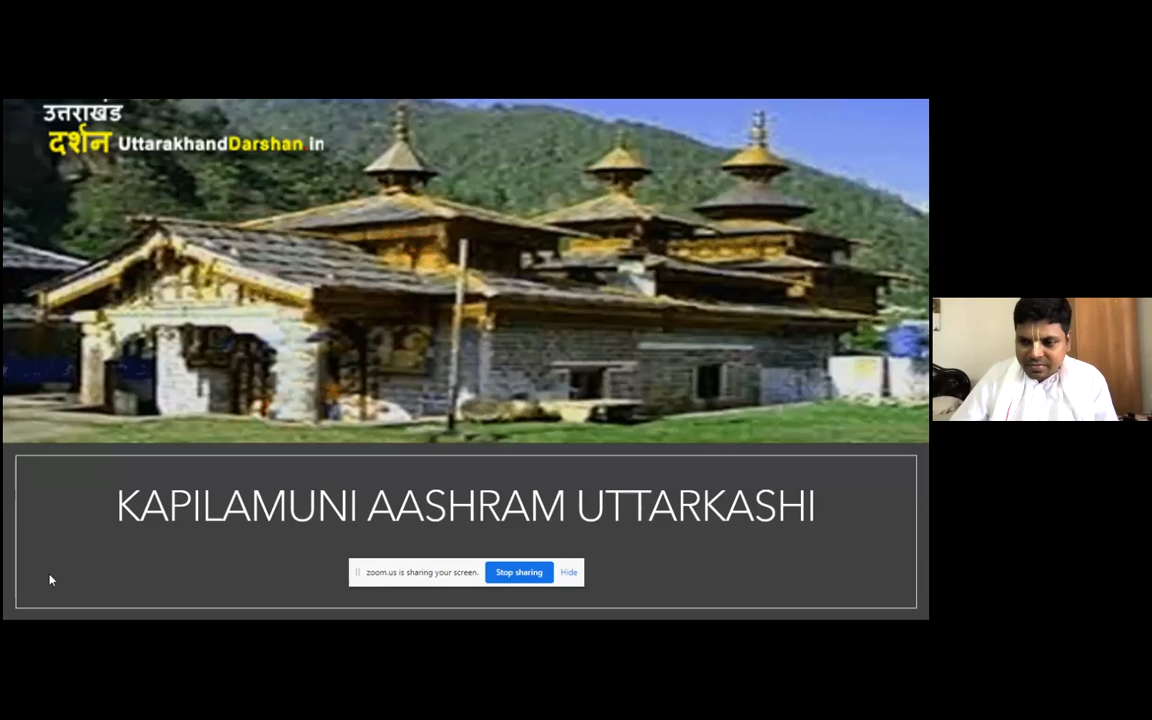 उत्तराखंड
दर्शन UttarakhandDarshan in
KAPILAMUNI AASHRAM UTTARKASHI
zoom.us is sharing your screen. Stop sharing Hide